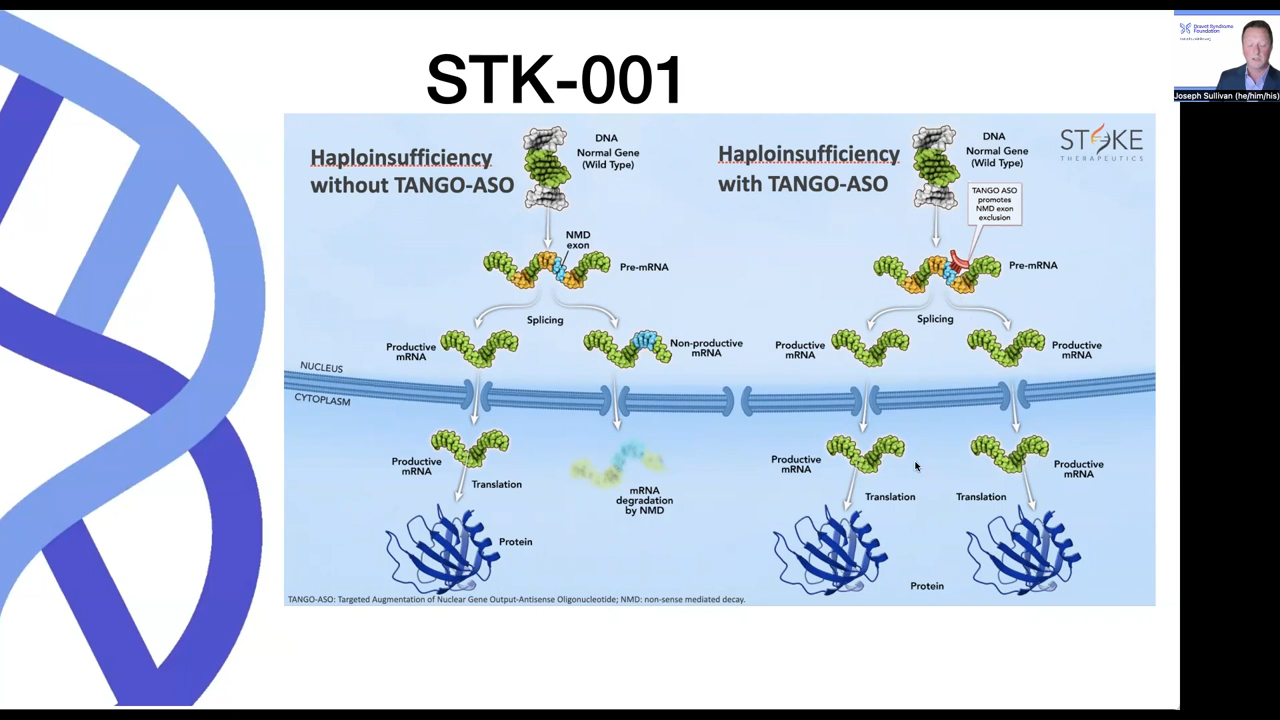 STK-001
Haploinsufficiency
without TANGO-ASO
DNA
Normal Gene
(Wild Type)
NMD
exon
Pre-mRNA
Splicing
Productive
mRNA
Non-productive
mRNA
NUCLEUS
CYTOPLASM
Productive
mRNA
Translation
mRNA
degradation
by NMD
Protein
Haploinsufficiency
with TANGO-ASO
DNA
Normal Gene
(Wild Type)
STOKE
THERAPEUTICS
TANGO ASO
promotes
NMD exon
exclusion
Pre-mRNA
Splicing
Productive
mRNA
Productive
mRNA
Productive
mRNA
Productive
mRNA
Translation
Translation
Protein
TANGO-ASO: Targeted Augmentation of Nuclear Gene Output-Antisense Oligonucleotide; NMD: non-sense mediated decay.
Dravet Syndrome
Foundation
Joseph Sullivan (he/him/his)